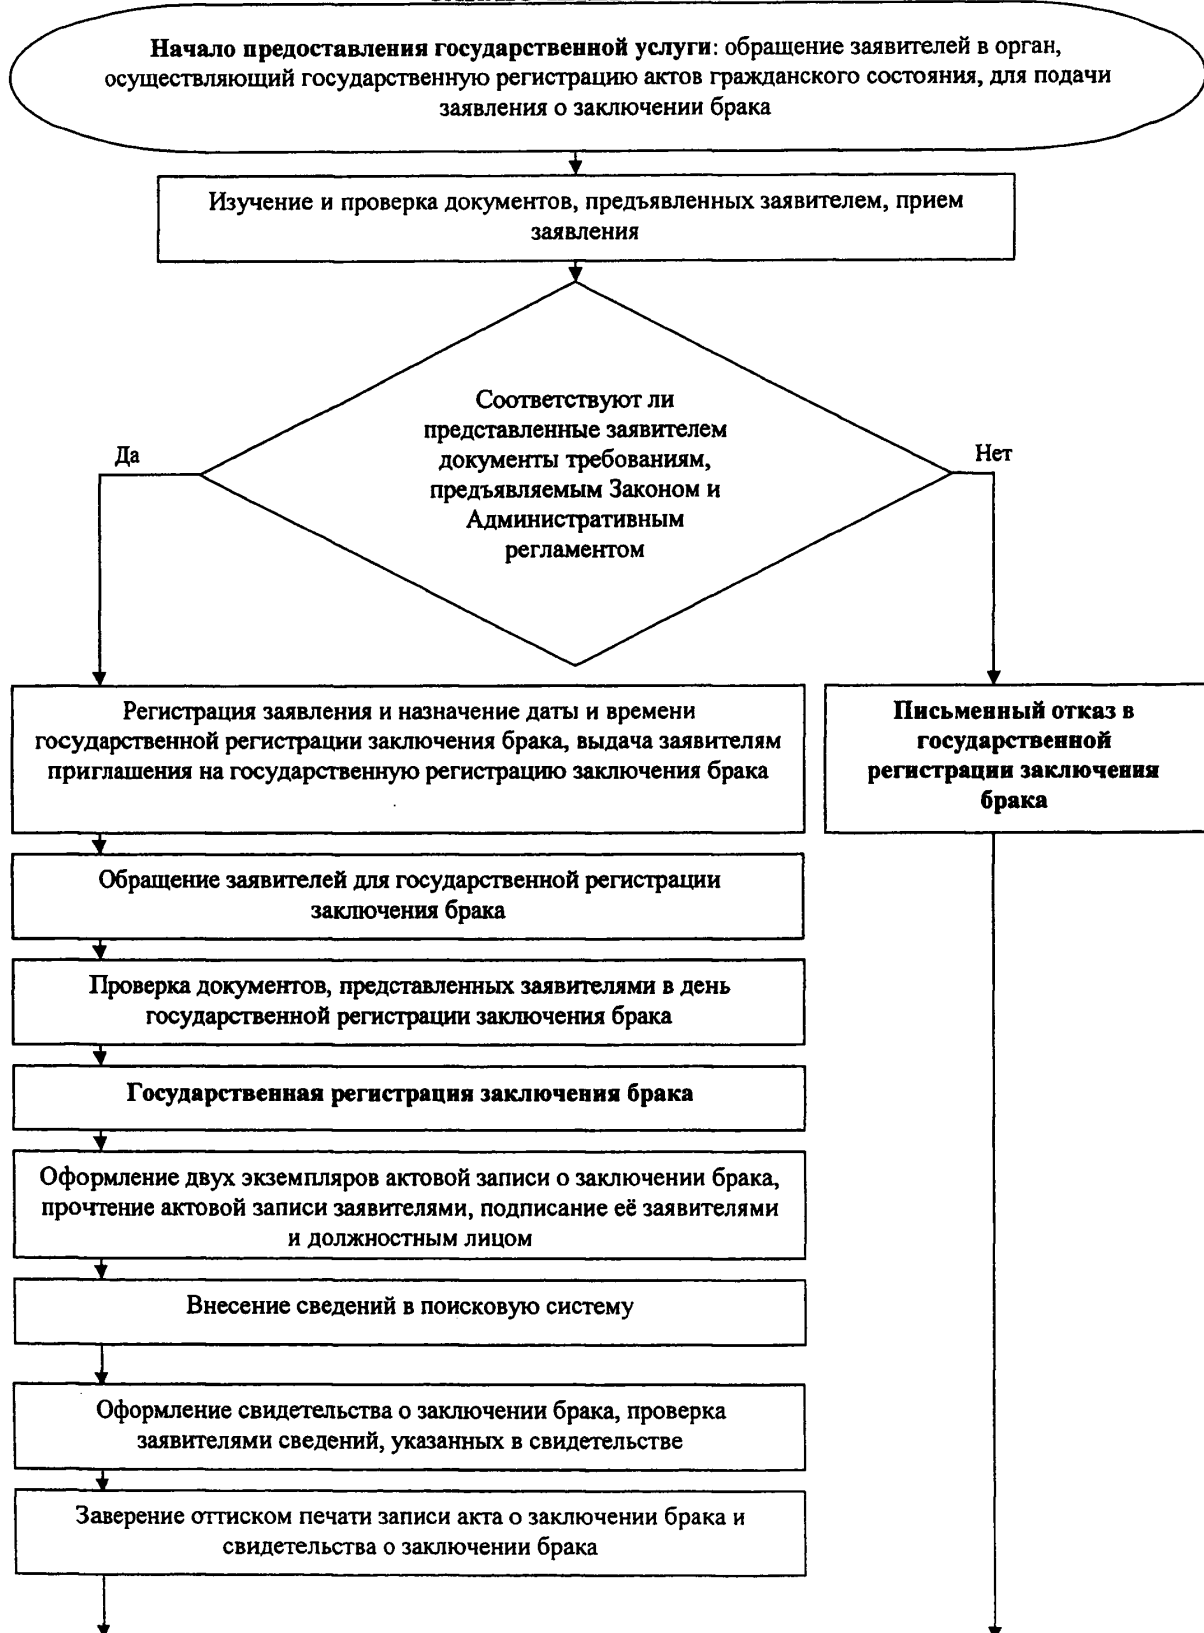 Начало предоставления государственной услуги: обращение заявителей в орган,
осуществляющий государственную регистрацию актов гражданского состояния, для подачи
заявления о заключении брака
Изучение и проверка документов, предъявленных заявителем, прием
заявления
Соответствуют ли
представленные заявителем
документы требованиям,
предъявляемым Законом и
Административным
регламентом
Да
Нет
Регистрация заявления и назначение даты и времени
государственной регистрации заключения брака, выдача заявителям
приглашения на государственную регистрацию заключения брака
Письменный отказ в
государственной
регистрации заключения
брака
Обращение заявителей для государственной регистрации
заключения брака
Проверка документов, представленных заявителями в день
государственной регистрации заключения брака
Государственная регистрация заключения брака
Оформление двух экземпляров актовой записи о заключении брака,
прочтение актовой записи заявителями, подписание её заявителями
и должностным лицом
Внесение сведений в поисковую систему
Оформление свидетельства о заключении брака, проверка
заявителями сведений, указанных в свидетельстве
Заверение оттиском печати записи акта о заключении брака и
свидетельства о заключении брака